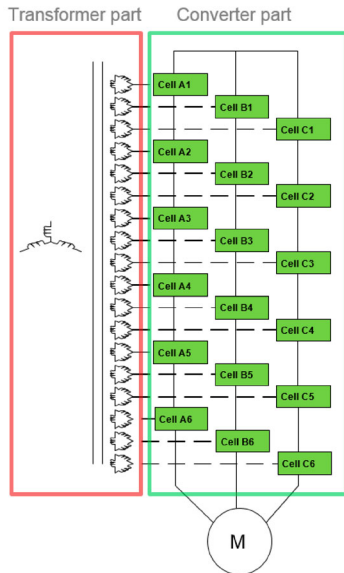 Transformer part
Converter part
Cell A1
Cell B1
Cell C1
Cell A2
Cell B2
Cell C2
Cell A3
Cell B3
Cell C3
Cell A4
Cell B4
Cell C4
Cell A5
Cell B5
Cell C5
Cell A6
Cell B6
Cell C6
M